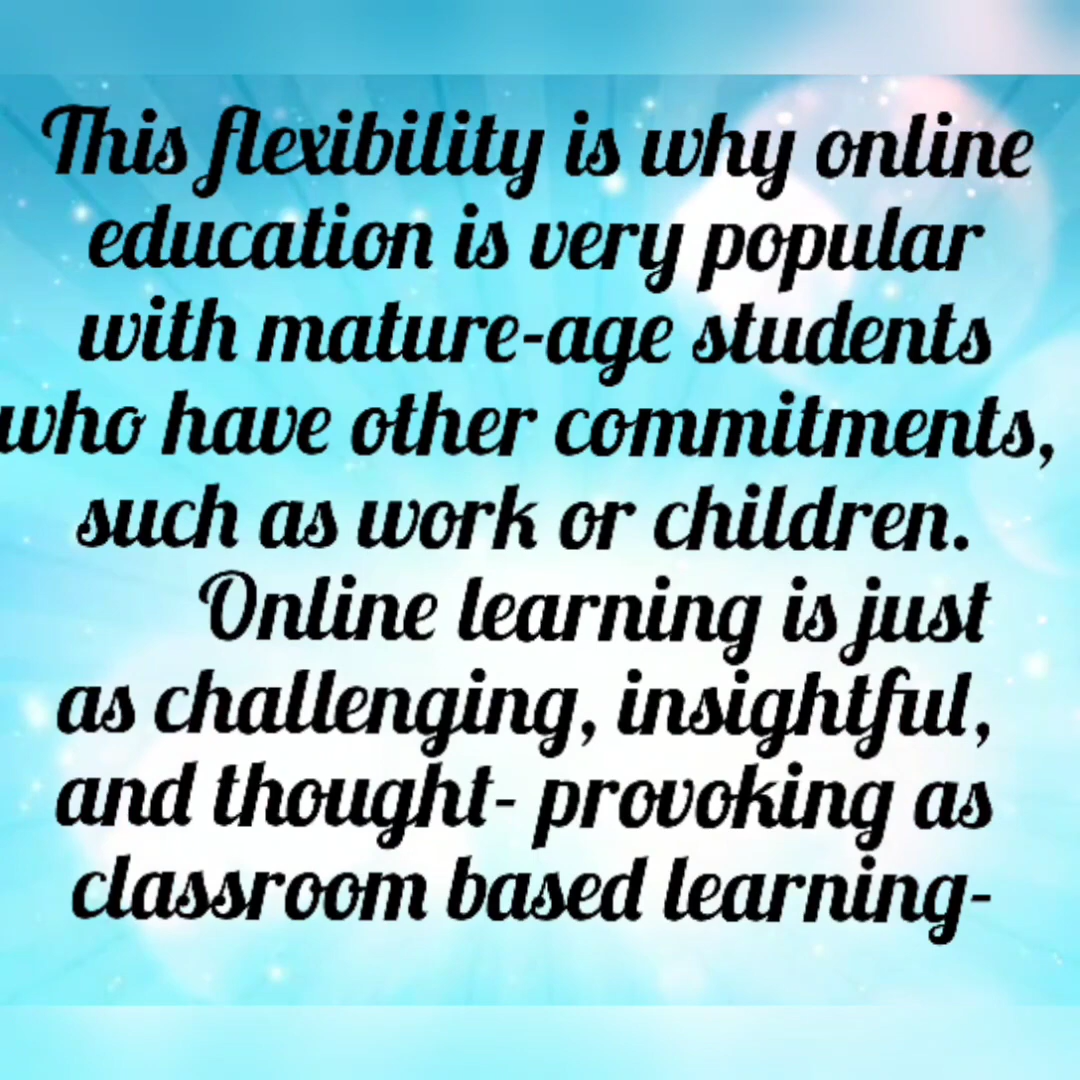 This flexibility is why online
education is very popular
with mature-age students
who have other commitments,
such as work or children.
Online learning is just
as challenging, insightful,
and thought- provoking as
classroom based learning-